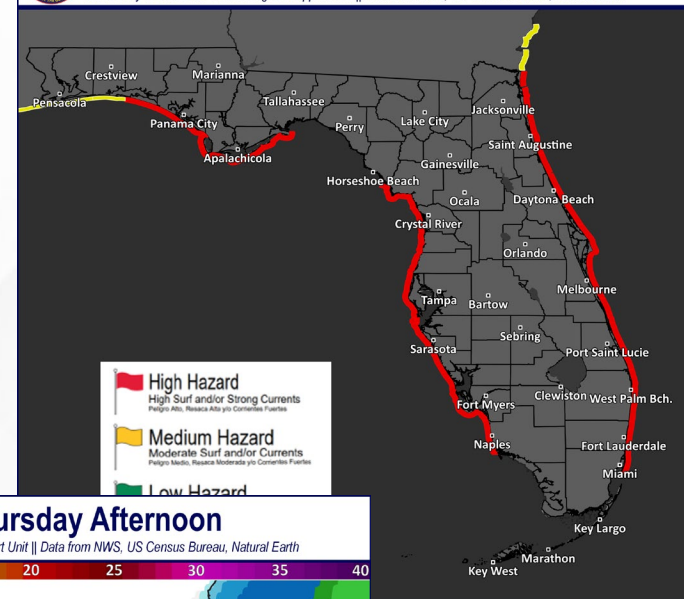 Crestview
Marianna
Pensacola
Tallahassee
Panama City
Perry
Lake City
Jacksonville
Apalachicola
Saint Augustine
Gainesville
Horseshoe Beach
Ocala
Daytona Beach
Crystal River
Orlando
Melbourne
Tampa
Bartow
Sebring
Sarasota
Port Saint Lucie
High Hazard
High Surf and/or Strong Currents
Peligro Alto, Resaca Alta y/o Corrientes Fuertes
Clewiston
West Palm Bch.
Fort Myers
Medium Hazard
Moderate Surf and/or Currents
Peligro Medio, Resaca Moderada y/o Corrientes Fuertes
Naples
Fort Lauderdale
Miami
Low Hazard
ursday Afternoon
rt Unit || Data from NWS, US Census Bureau, Natural Earth
20 25 30 35 40
Key Largo
Marathon
Key West